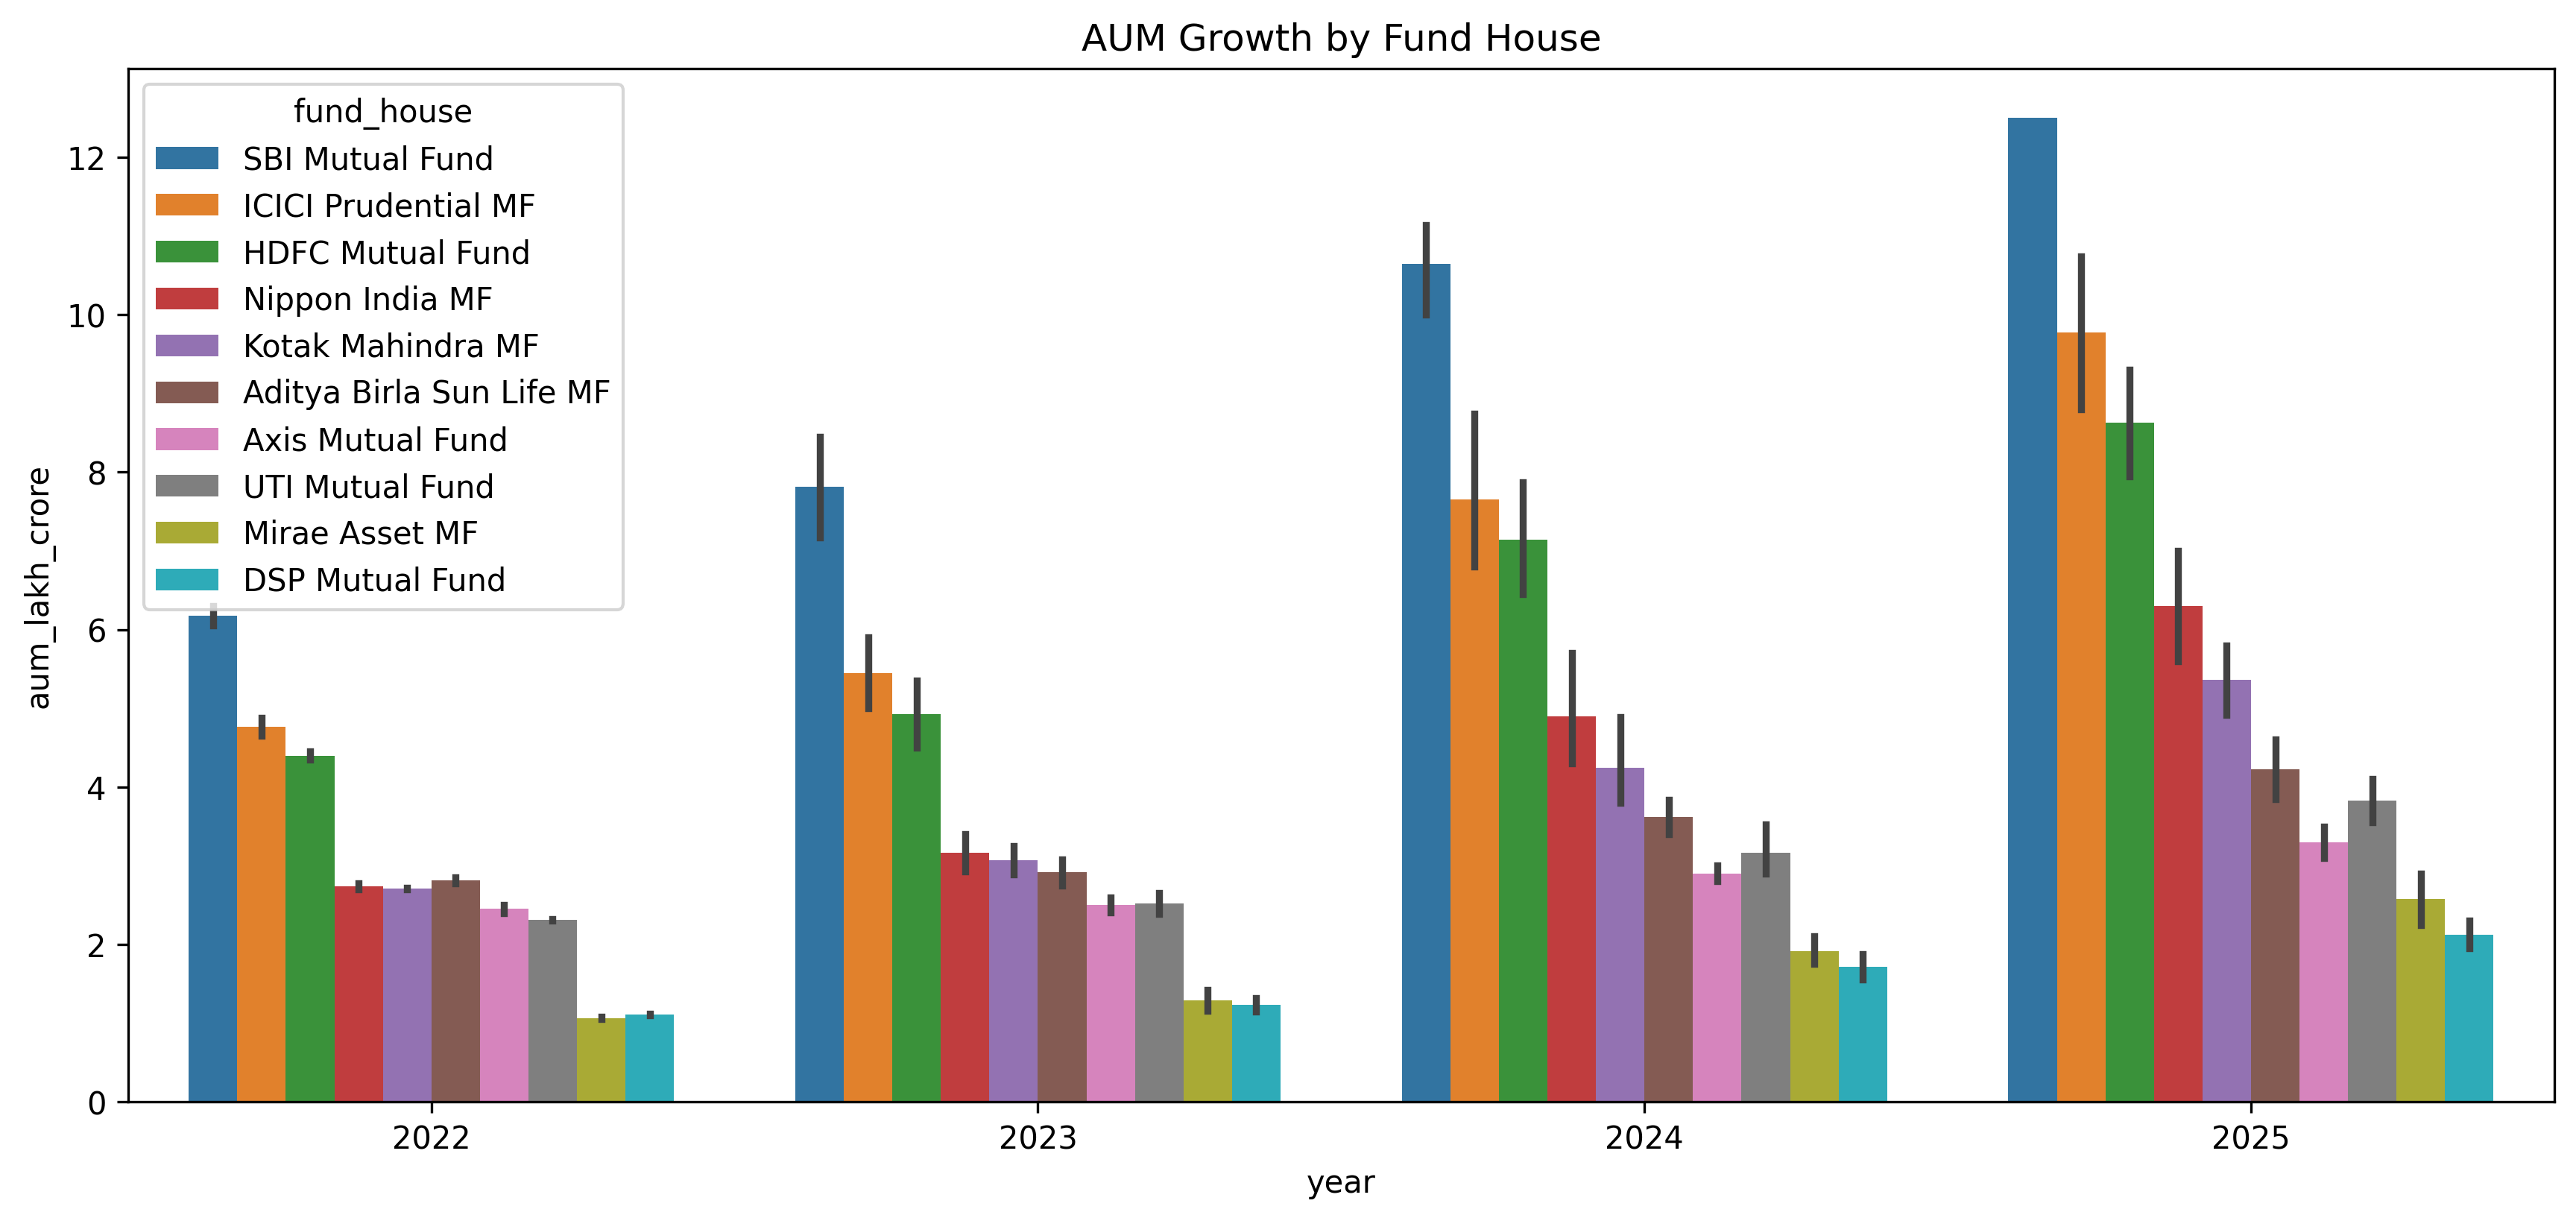 AUM Growth by Fund House
fund_house
SBI Mutual Fund
ICICI Prudential MF
HDFC Mutual Fund
Nippon India MF
Kotak Mahindra MF
Aditya Birla Sun Life MF
Axis Mutual Fund
UTI Mutual Fund
Mirae Asset MF
DSP Mutual Fund
aum_lakh_crore
12
10
8
6
4
2
0
2022 2023 2024 2025
year